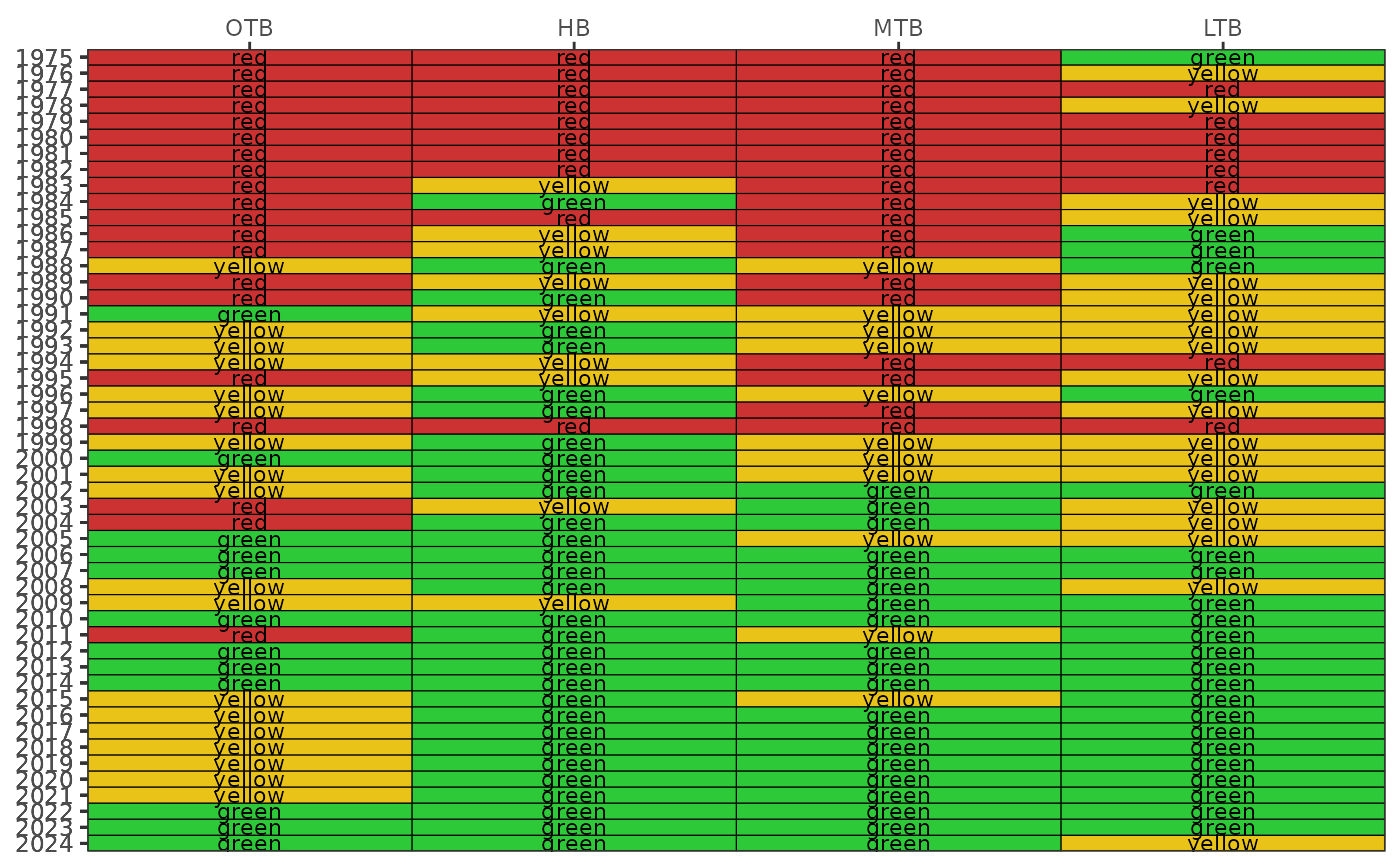 OTB HB MTB LTB
1975 red red red green
1976 red red red yellow
1977 red red red red
1978 red red red yellow
1979 red red red red
1980 red red red red
1981 red red red red
1982 red red red red
1983 red yellow red red
1984 red green red yellow
1985 red red red yellow
1986 red yellow red green
1987 red yellow red green
1988 yellow green yellow green
1989 red yellow red yellow
1990 red green red yellow
1991 green yellow yellow yellow
1992 yellow green yellow yellow
1993 yellow green yellow yellow
1994 yellow yellow red red
1995 red yellow red yellow
1996 yellow green yellow green
1997 yellow green red yellow
1998 red red red red
1999 yellow green yellow yellow
2000 green green yellow yellow
2001 yellow green yellow yellow
2002 yellow green green green
2003 red yellow green yellow
2004 red green green yellow
2005 green green yellow yellow
2006 green green green green
2007 green green green green
2008 yellow green green yellow
2009 yellow yellow green green
2010 green green green green
2011 red green yellow green
2012 green green green green
2013 green green green green
2014 green green green green
2015 yellow green yellow green
2016 yellow green green green
2017 yellow green green green
2018 yellow green green green
2019 yellow green green green
2020 yellow green green green
2021 yellow green green green
2022 green green green green
2023 green green green green
2024 green green green yellow